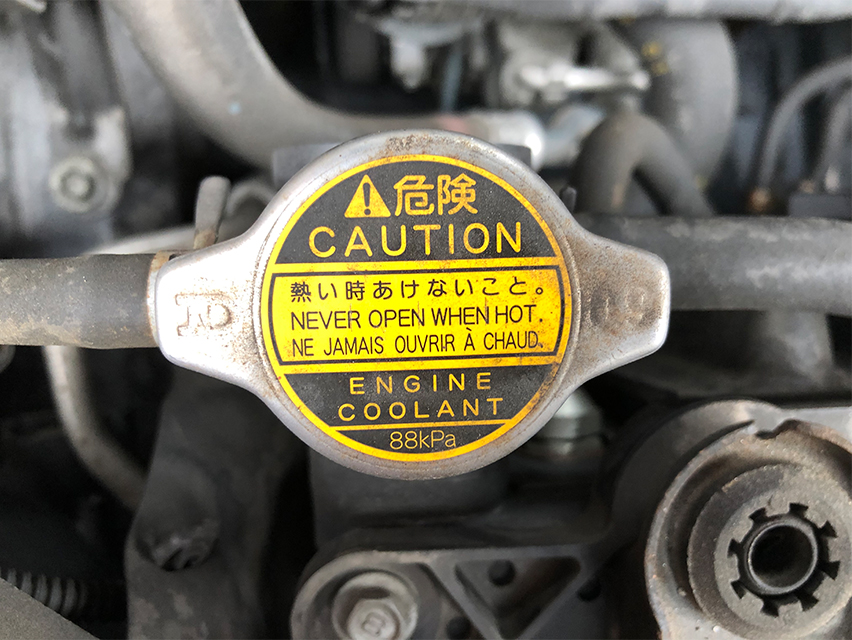 危険
CAUTION
熱い時あけないこと。
NEVER OPEN WHEN HOT.
NE JAMAIS OUVRIR À CHAUD.
ENGINE
COOLANT
88kPa